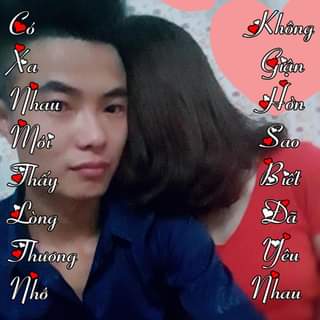 Có
Xa
Nhau
Mới
Thấy
Lòng
Thương
Nhớ
Không
Giận
Hờn
Sao
Biết
Đã
Yêu
Nhau